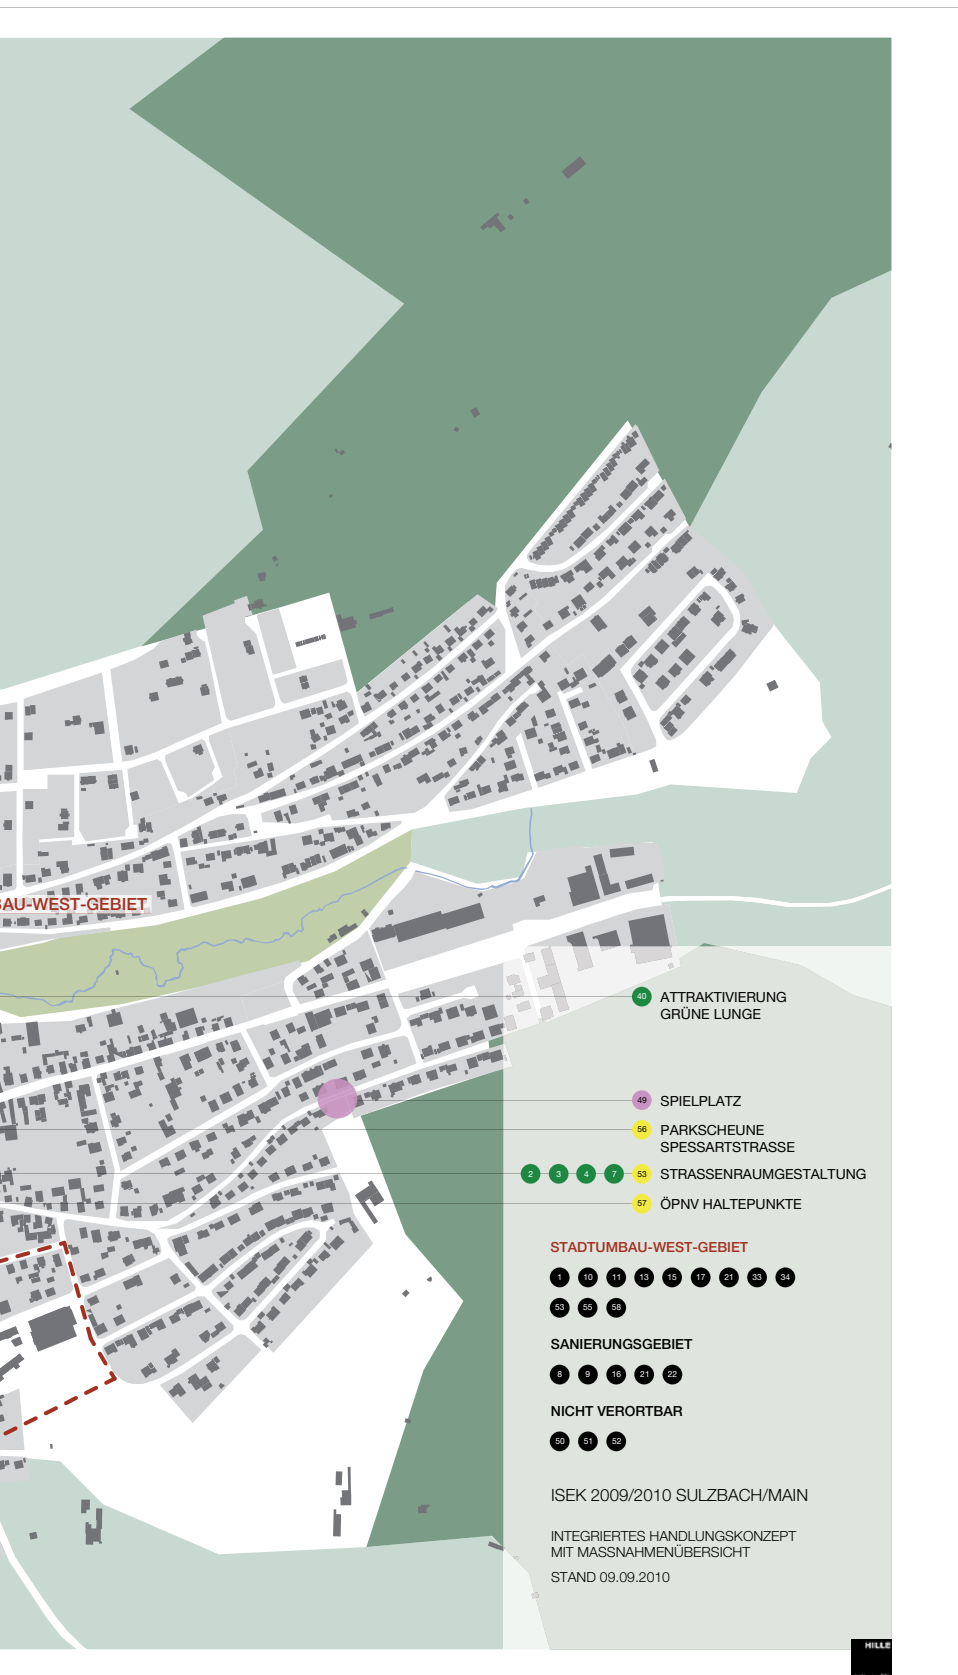 AU-WEST-GEBIET
40 ATTRAKTIVIERUNG
GRÜNE LUNGE
49 SPIELPLATZ
56 PARKSCHEUNE
SPESSARTSTRASSE
2 3 4 7 53 STRASSENRAUMGESTALTUNG
57 ÖPNV HALTEPUNKTE
STADTUMBAU-WEST-GEBIET
1 10 11 13 15 17 21 33 34
53 55 58
SANIERUNGSGEBIET
8 9 16 21 22
NICHT VERORTBAR
50 51 52
ISEK 2009/2010 SULZBACH/MAIN
INTEGRIERTES HANDLUNGSKONZEPT
MIT MASSNAHMENÜBERSICHT
STAND 09.09.2010
HILLE